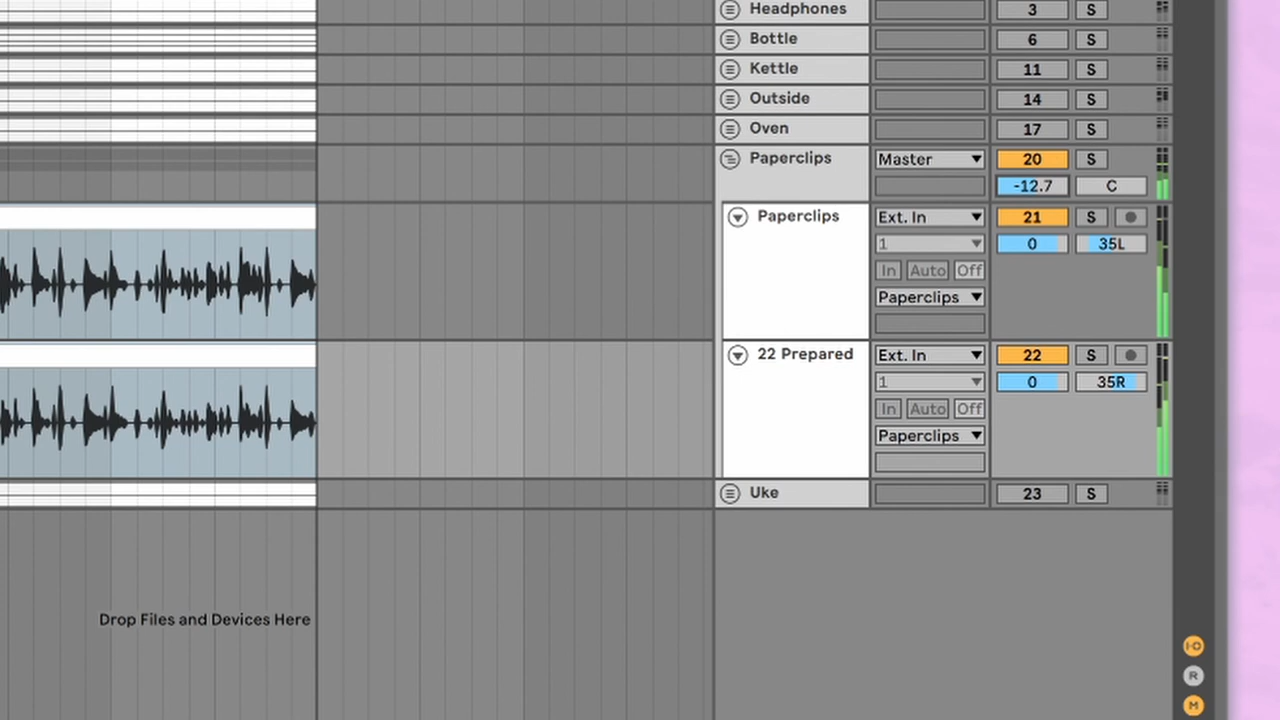 Headphones 3 S
Bottle 6 S
Kettle 11 S
Outside 14 S
Oven 17 S
Paperclips Master 20 S
-12.7 C
Paperclips Ext. In 21 S
1 0 35L
In Auto Off
Paperclips
22 Prepared Ext. In 22 S
1 0 35R
In Auto Off
Paperclips
Uke 23 S
Drop Files and Devices Here
I·O
R
M